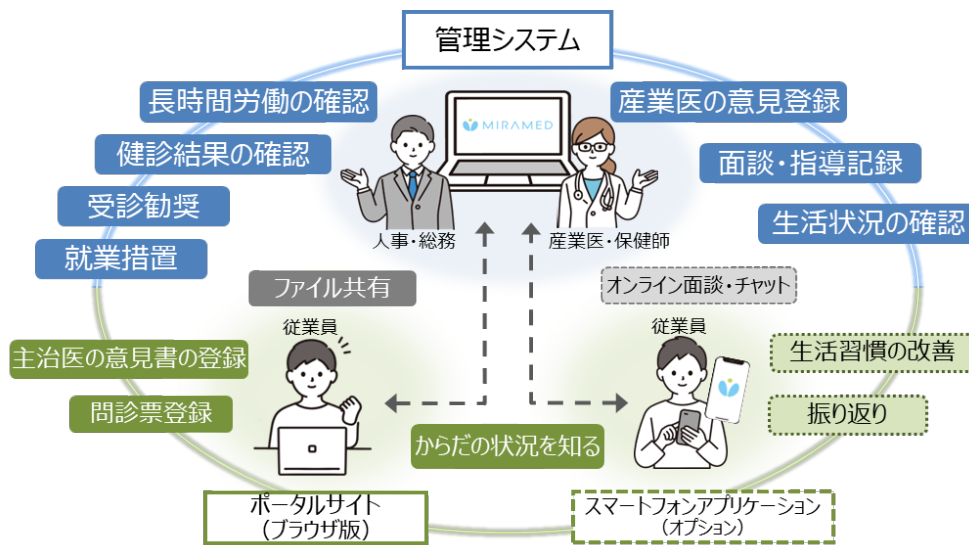 管理システム
長時間労働の確認
健診結果の確認
受診勧奨
就業措置
MIRAMED
人事・総務
産業医・保健師
産業医の意見登録
面談・指導記録
生活状況の確認
ファイル共有
オンライン面談・チャット
従業員
従業員
主治医の意見書の登録
問診票登録
からだの状況を知る
生活習慣の改善
振り返り
ポータルサイト
(ブラウザ版)
スマートフォンアプリケーション
(オプション)